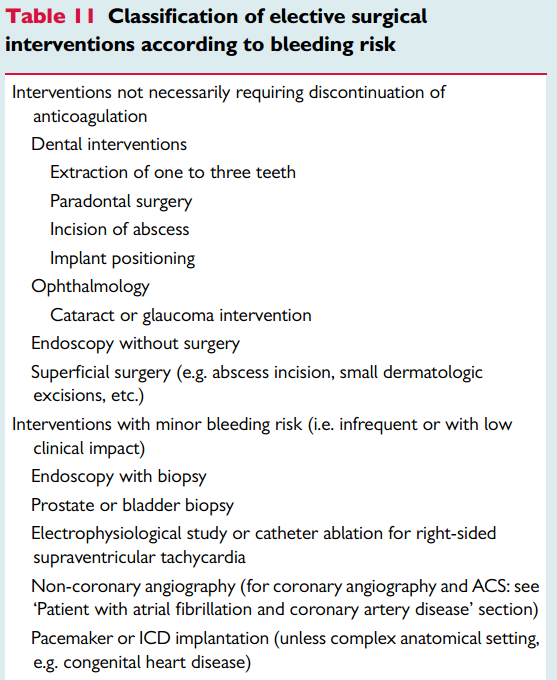 Table 11 Classification of elective surgical
interventions according to bleeding risk
Interventions not necessarily requiring discontinuation of
anticoagulation
Dental interventions
Extraction of one to three teeth
Paradontal surgery
Incision of abscess
Implant positioning
Ophthalmology
Cataract or glaucoma intervention
Endoscopy without surgery
Superficial surgery (e.g. abscess incision, small dermatologic
excisions, etc.)
Interventions with minor bleeding risk (i.e. infrequent or with low
clinical impact)
Endoscopy with biopsy
Prostate or bladder biopsy
Electrophysiological study or catheter ablation for right-sided
supraventricular tachycardia
Non-coronary angiography (for coronary angiography and ACS: see
‘Patient with atrial fibrillation and coronary artery disease’ section)
Pacemaker or ICD implantation (unless complex anatomical setting,
e.g. congenital heart disease)